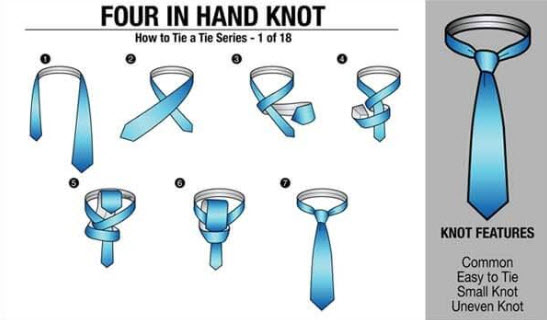 FOUR IN HAND KNOT
How to Tie a Tie Series - 1 of 18
1
2
3
4
5
6
7
KNOT FEATURES
Common
Easy to Tie
Small Knot
Uneven Knot